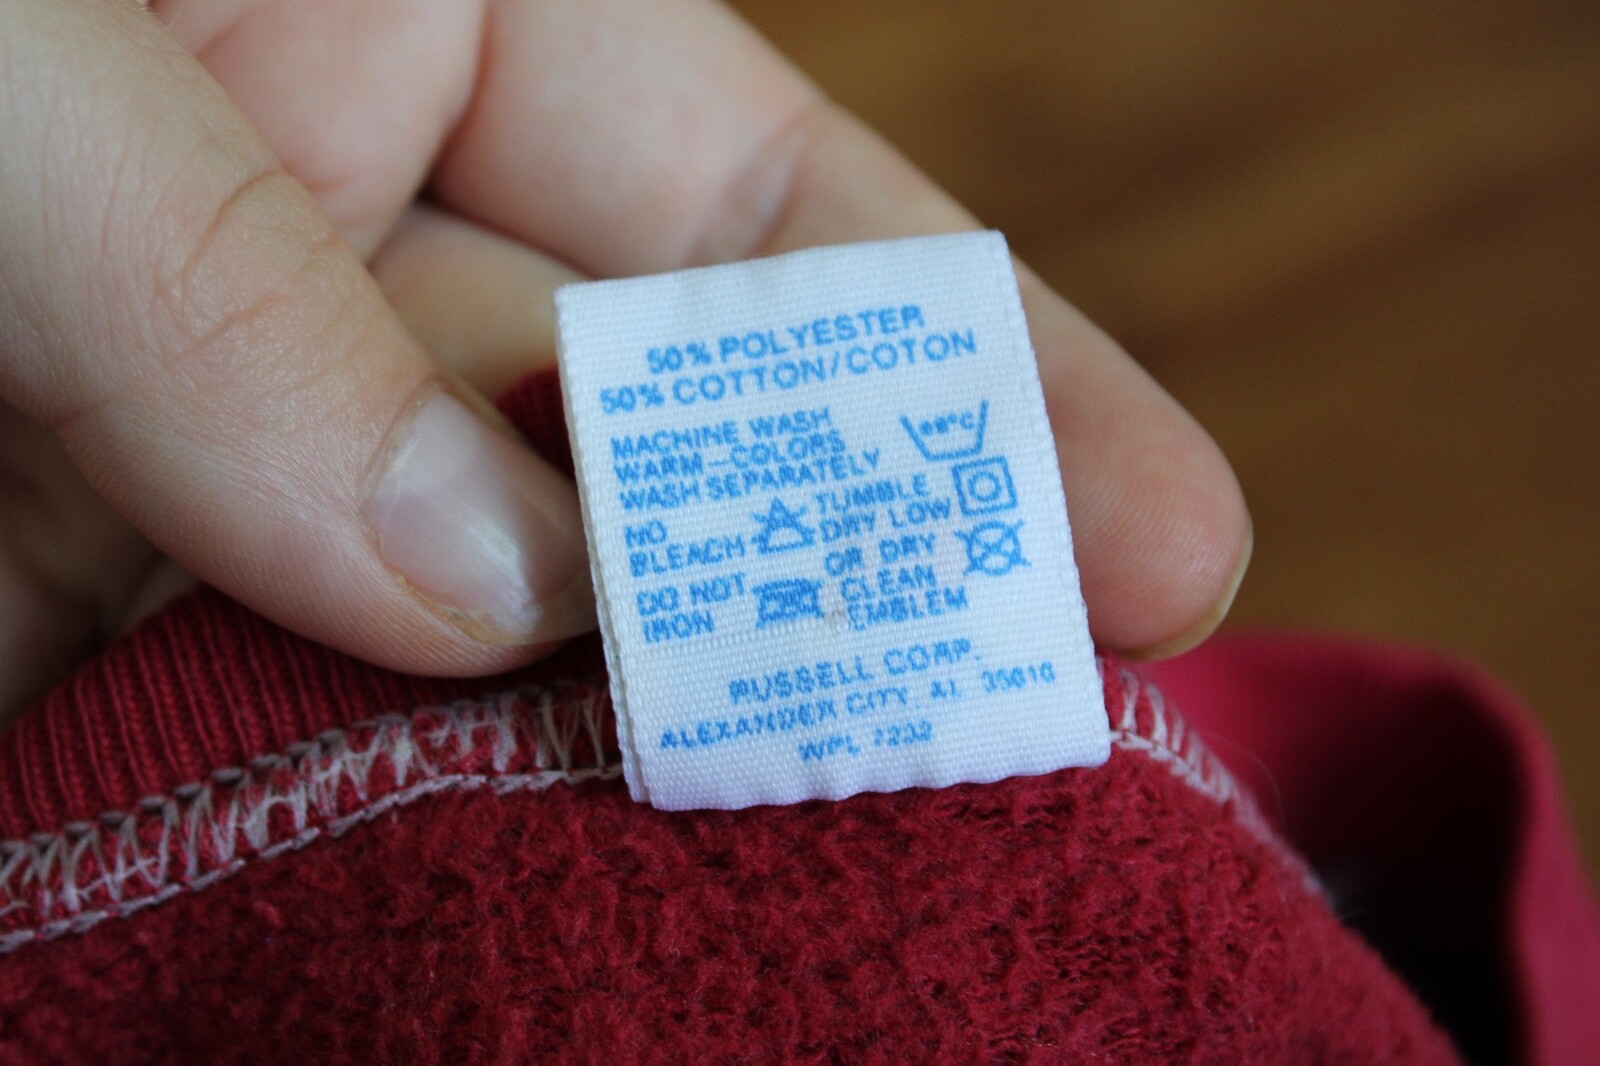 50% POLYESTER
50% COTTON/COTON
MACHINE WASH
WARM—COLORS
WASH SEPARATELY
NO
BLEACH
DO NOT
IRON
TUMBLE
DRY LOW
OR DRY
CLEAN
EMBLEM
RUSSELL CORP.
ALEXANDER CITY, AL 35010
WPL 7232